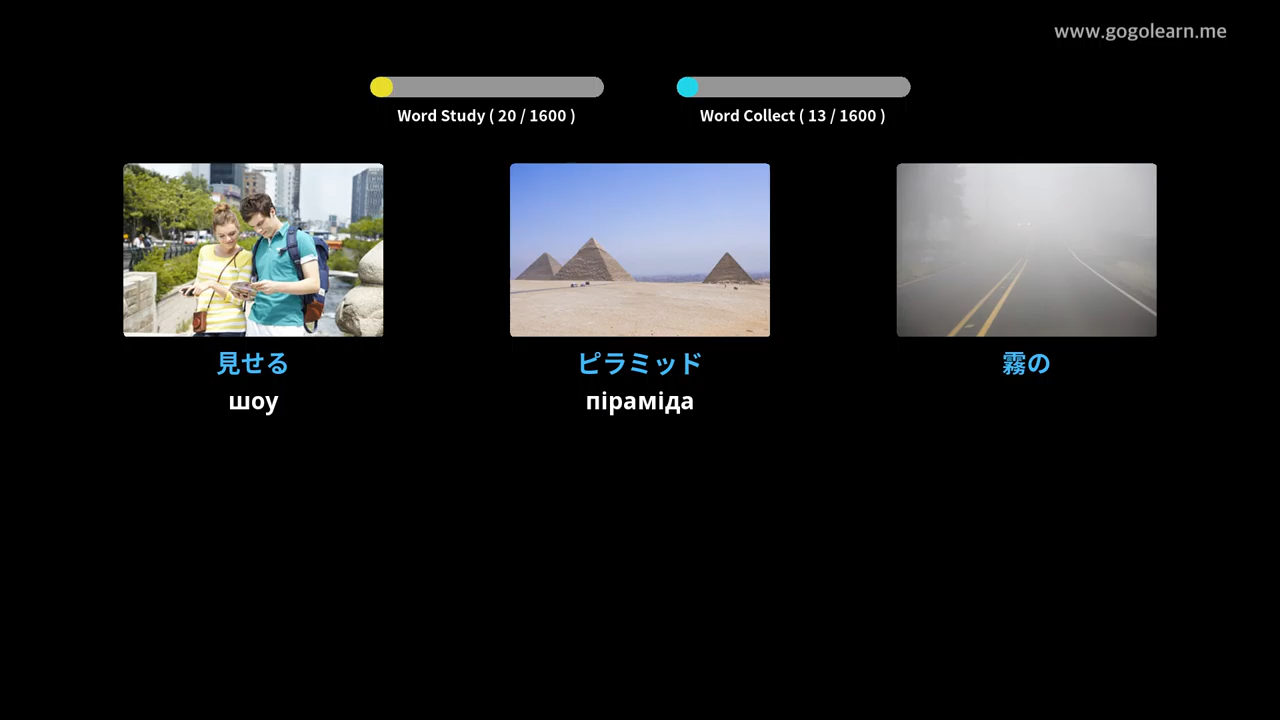 www.gogolearn.me
Word Study ( 20 / 1600 )
Word Collect ( 13 / 1600 )
見せる
шоу
ピラミッド
піраміда
霧の